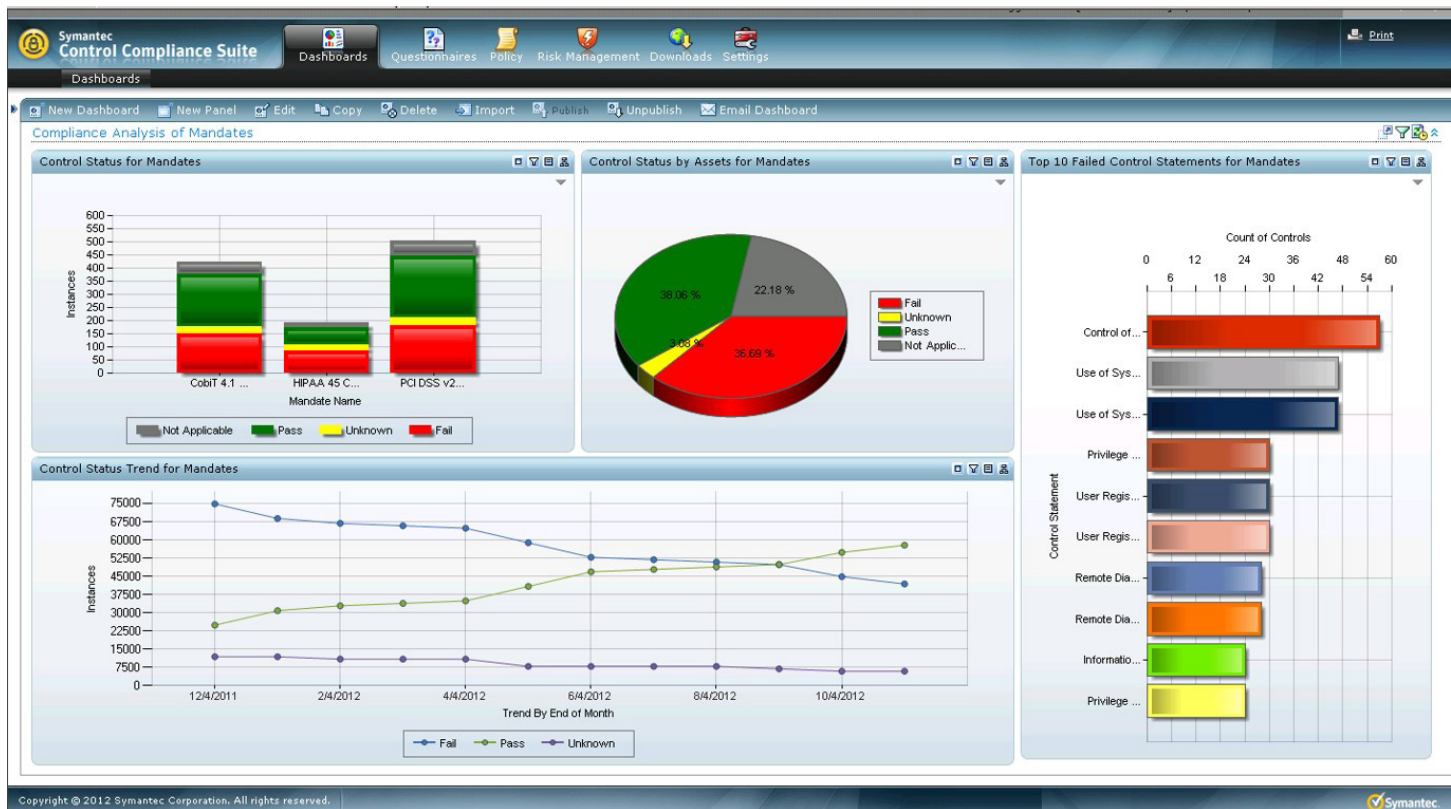 Symantec
Control Compliance Suite
Dashboards
Questionnaires
Policy
Risk Management
Downloads
Settings
Print
Dashboards
New Dashboard
New Panel
Edit
Copy
Delete
Import
Publish
Unpublish
Email Dashboard
Compliance Analysis of Mandates
Control Status for Mandates
600
550
500
450
400
350
300
250
200
150
100
50
0
Instances
CobiT 4.1 ...
HIPAA 45 C...
PCI DSS v2...
Mandate Name
Not Applicable
Pass
Unknown
Fail
Control Status by Assets for Mandates
38.06 %
22.18 %
36.69 %
Fail
Unknown
Pass
Not Applic...
Top 10 Failed Control Statements for Mandates
Count of Controls
0 12 24 36 48 60
6 18 30 42 54
Control Statement
Control of...
Use of Sys...
Use of Sys...
Privilege ...
User Regis...
User Regis...
Remote Dia...
Remote Dia...
Informatio...
Privilege ...
Control Status Trend for Mandates
75000
67500
60000
52500
45000
37500
30000
22500
15000
7500
0
Instances
12/4/2011
2/4/2012
4/4/2012
6/4/2012
8/4/2012
10/4/2012
Trend By End of Month
Fail
Pass
Unknown
Copyright © 2012 Symantec Corporation. All rights reserved.
Symantec